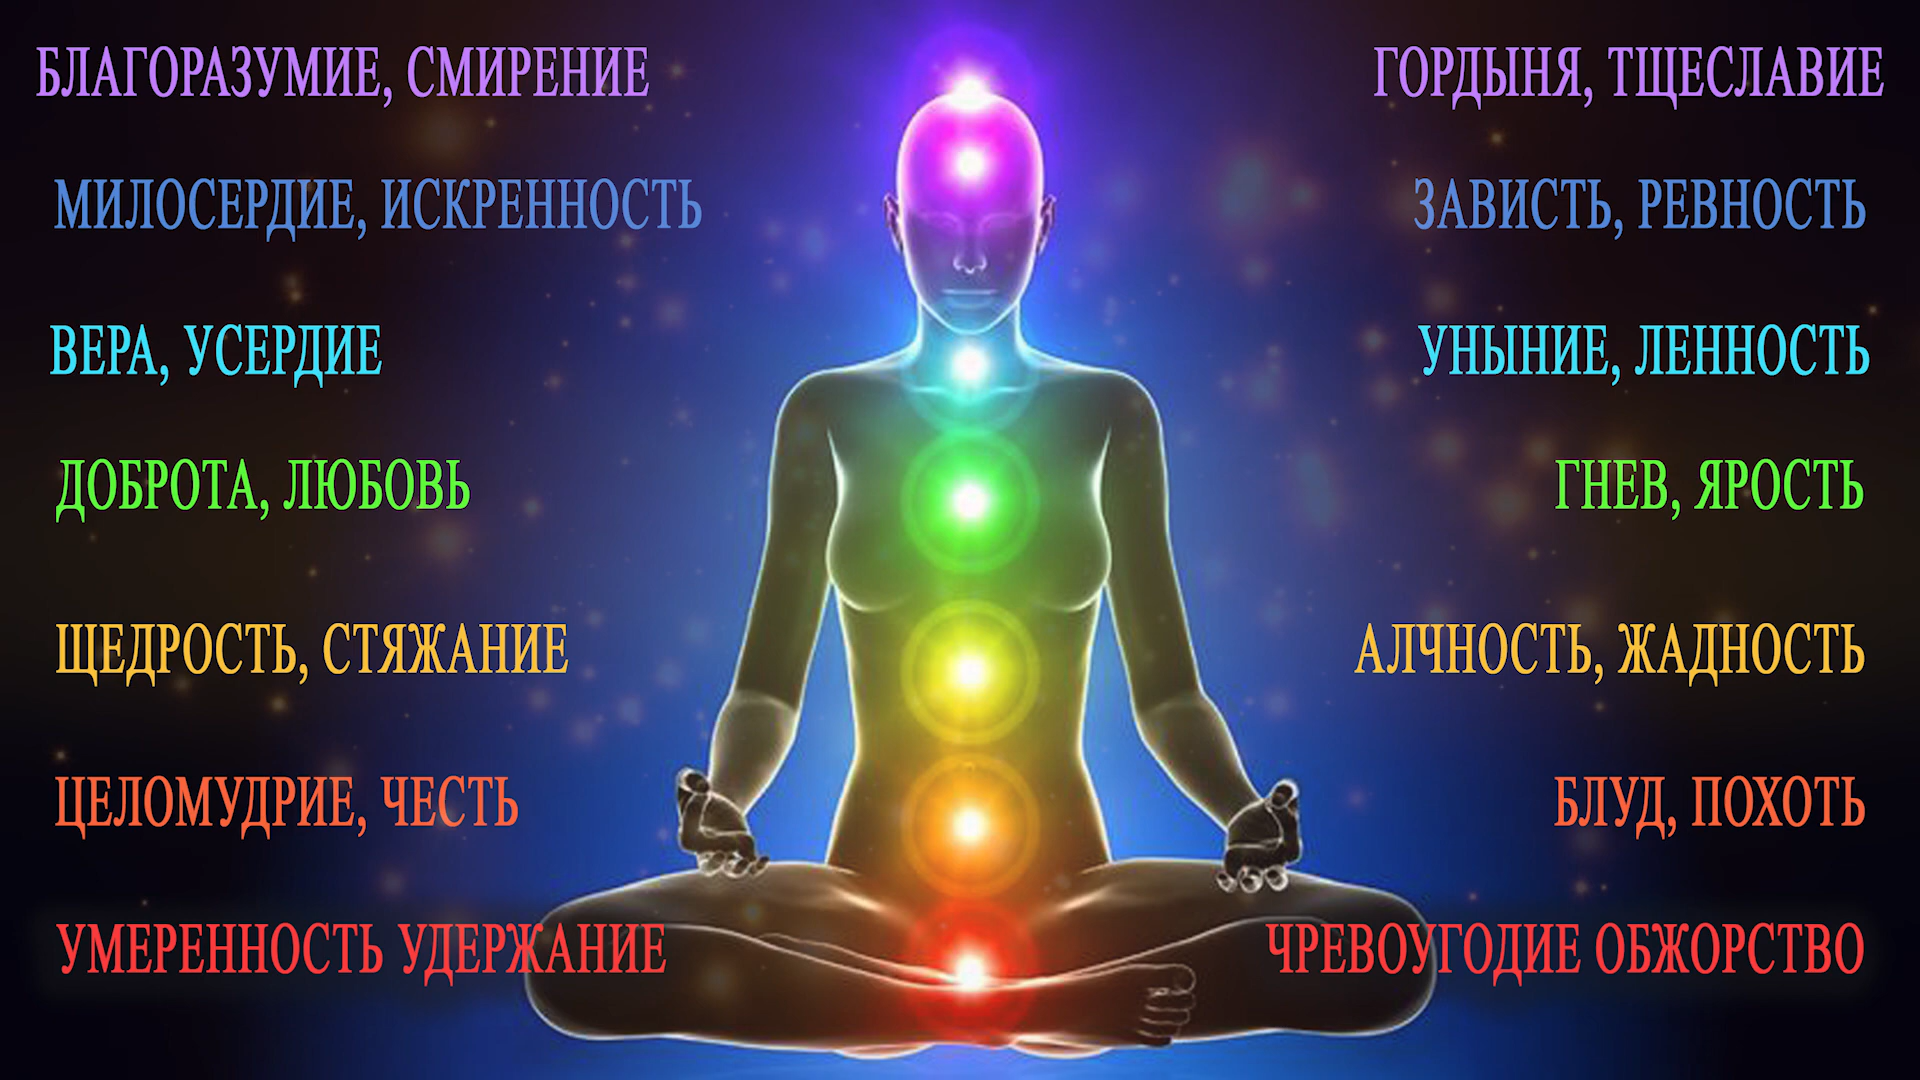 БЛАГОРАЗУМИЕ, СМИРЕНИЕ
ГОРДЫНЯ, ТЩЕСЛАВИЕ
МИЛОСЕРДИЕ, ИСКРЕННОСТЬ
ЗАВИСТЬ, РЕВНОСТЬ
ВЕРА, УСЕРДИЕ
УНЫНИЕ, ЛЕННОСТЬ
ДОБРОТА, ЛЮБОВЬ
ГНЕВ, ЯРОСТЬ
ЩЕДРОСТЬ, СТЯЖАНИЕ
АЛЧНОСТЬ, ЖАДНОСТЬ
ЦЕЛОМУДРИЕ, ЧЕСТЬ
БЛУД, ПОХОТЬ
УМЕРЕННОСТЬ УДЕРЖАНИЕ
ЧРЕВОУГОДИЕ ОБЖОРСТВО